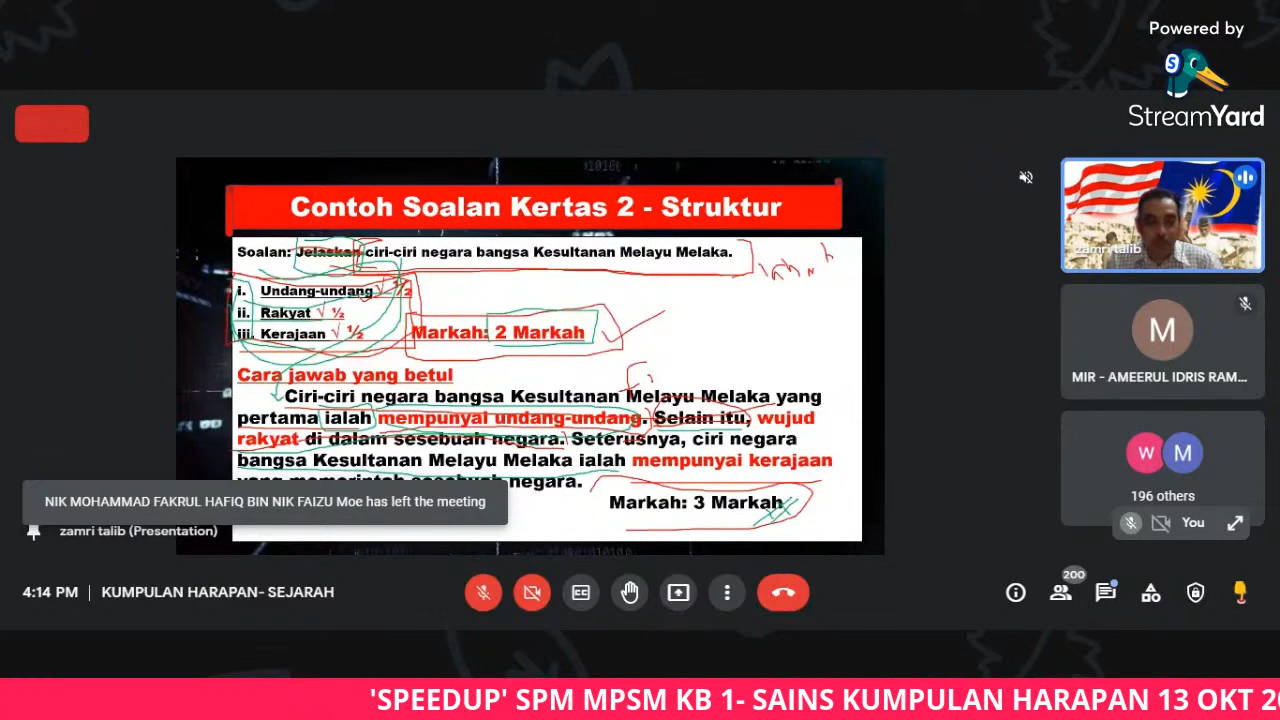 Powered by
StreamYard
Contoh Soalan Kertas 2 - Struktur
Soalan: Jelaskan ciri-ciri negara bangsa Kesultanan Melayu Melaka.
i. Undang-undang √ ½
ii. Rakyat √ ½
iii. Kerajaan √ ½
Markah: 2 Markah
Cara jawab yang betul
Ciri-ciri negara bangsa Kesultanan Melayu Melaka yang
pertama ialah mempunyai undang-undang. Selain itu, wujud
rakyat di dalam sesebuah negara. Seterusnya, ciri negara
bangsa Kesultanan Melayu Melaka ialah mempunyai kerajaan
yang memerintah sesebuah negara.
Markah: 3 Markah
NIK MOHAMMAD FAKRUL HAFIQ BIN NIK FAIZU Moe has left the meeting
zamri talib (Presentation)
zamri talib
M
MIR - AMEERUL IDRIS RAM...
W M
196 others
You
4:14 PM | KUMPULAN HARAPAN- SEJARAH
CC
200
'SPEEDUP' SPM MPSM KB 1- SAINS KUMPULAN HARAPAN 13 OKT